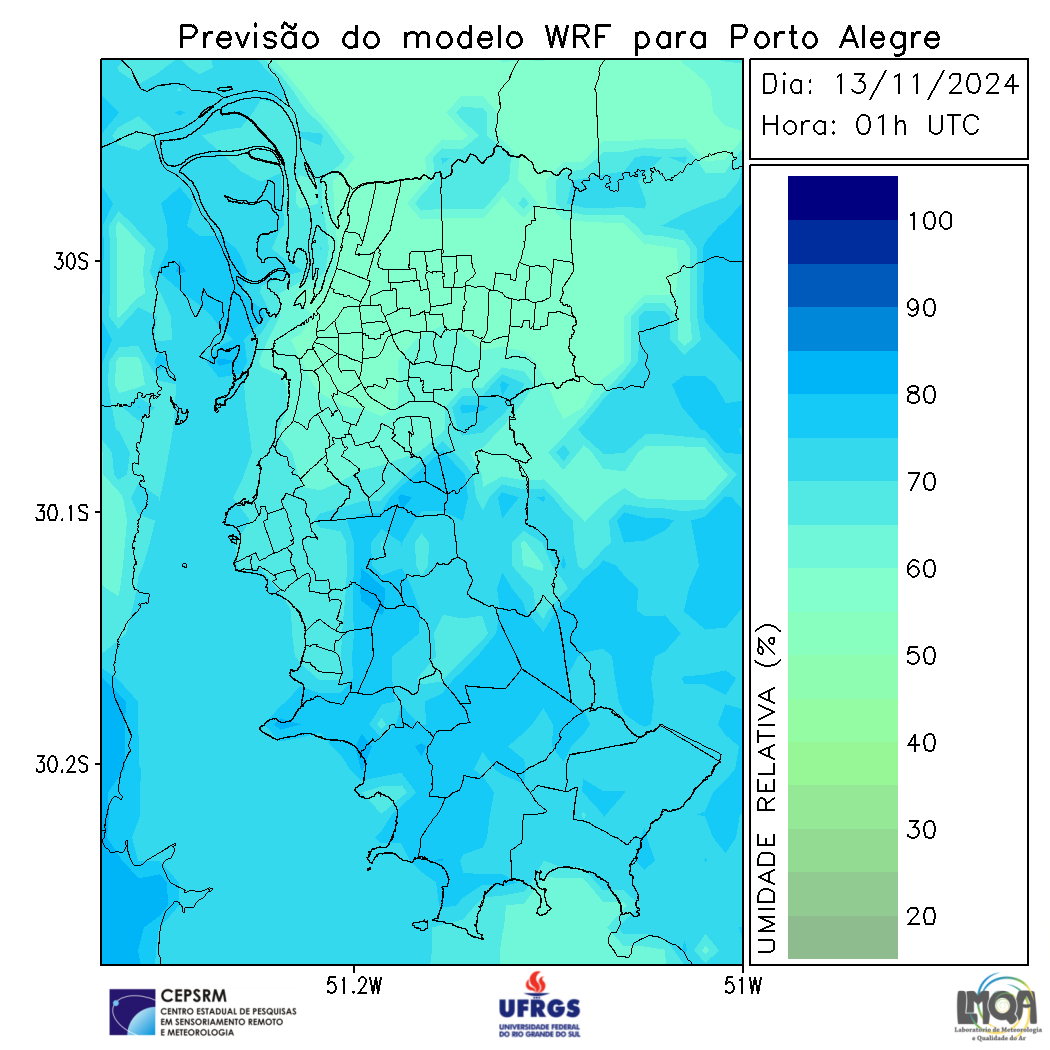 Previsão do modelo WRF para Porto Alegre
Dia: 13/11/2024
Hora: 01h UTC
100
90
80
70
60
50
40
30
20
UMIDADE RELATIVA (%)
30S
30.1S
30.2S
51.2W
51W
CEPSRM
CENTRO ESTADUAL DE PESQUISAS
EM SENSORIAMENTO REMOTO
E METEOROLOGIA
UFRGS
UNIVERSIDADE FEDERAL
DO RIO GRANDE DO SUL
LMQA
Laboratório de Meteorologia
e Qualidade do Ar